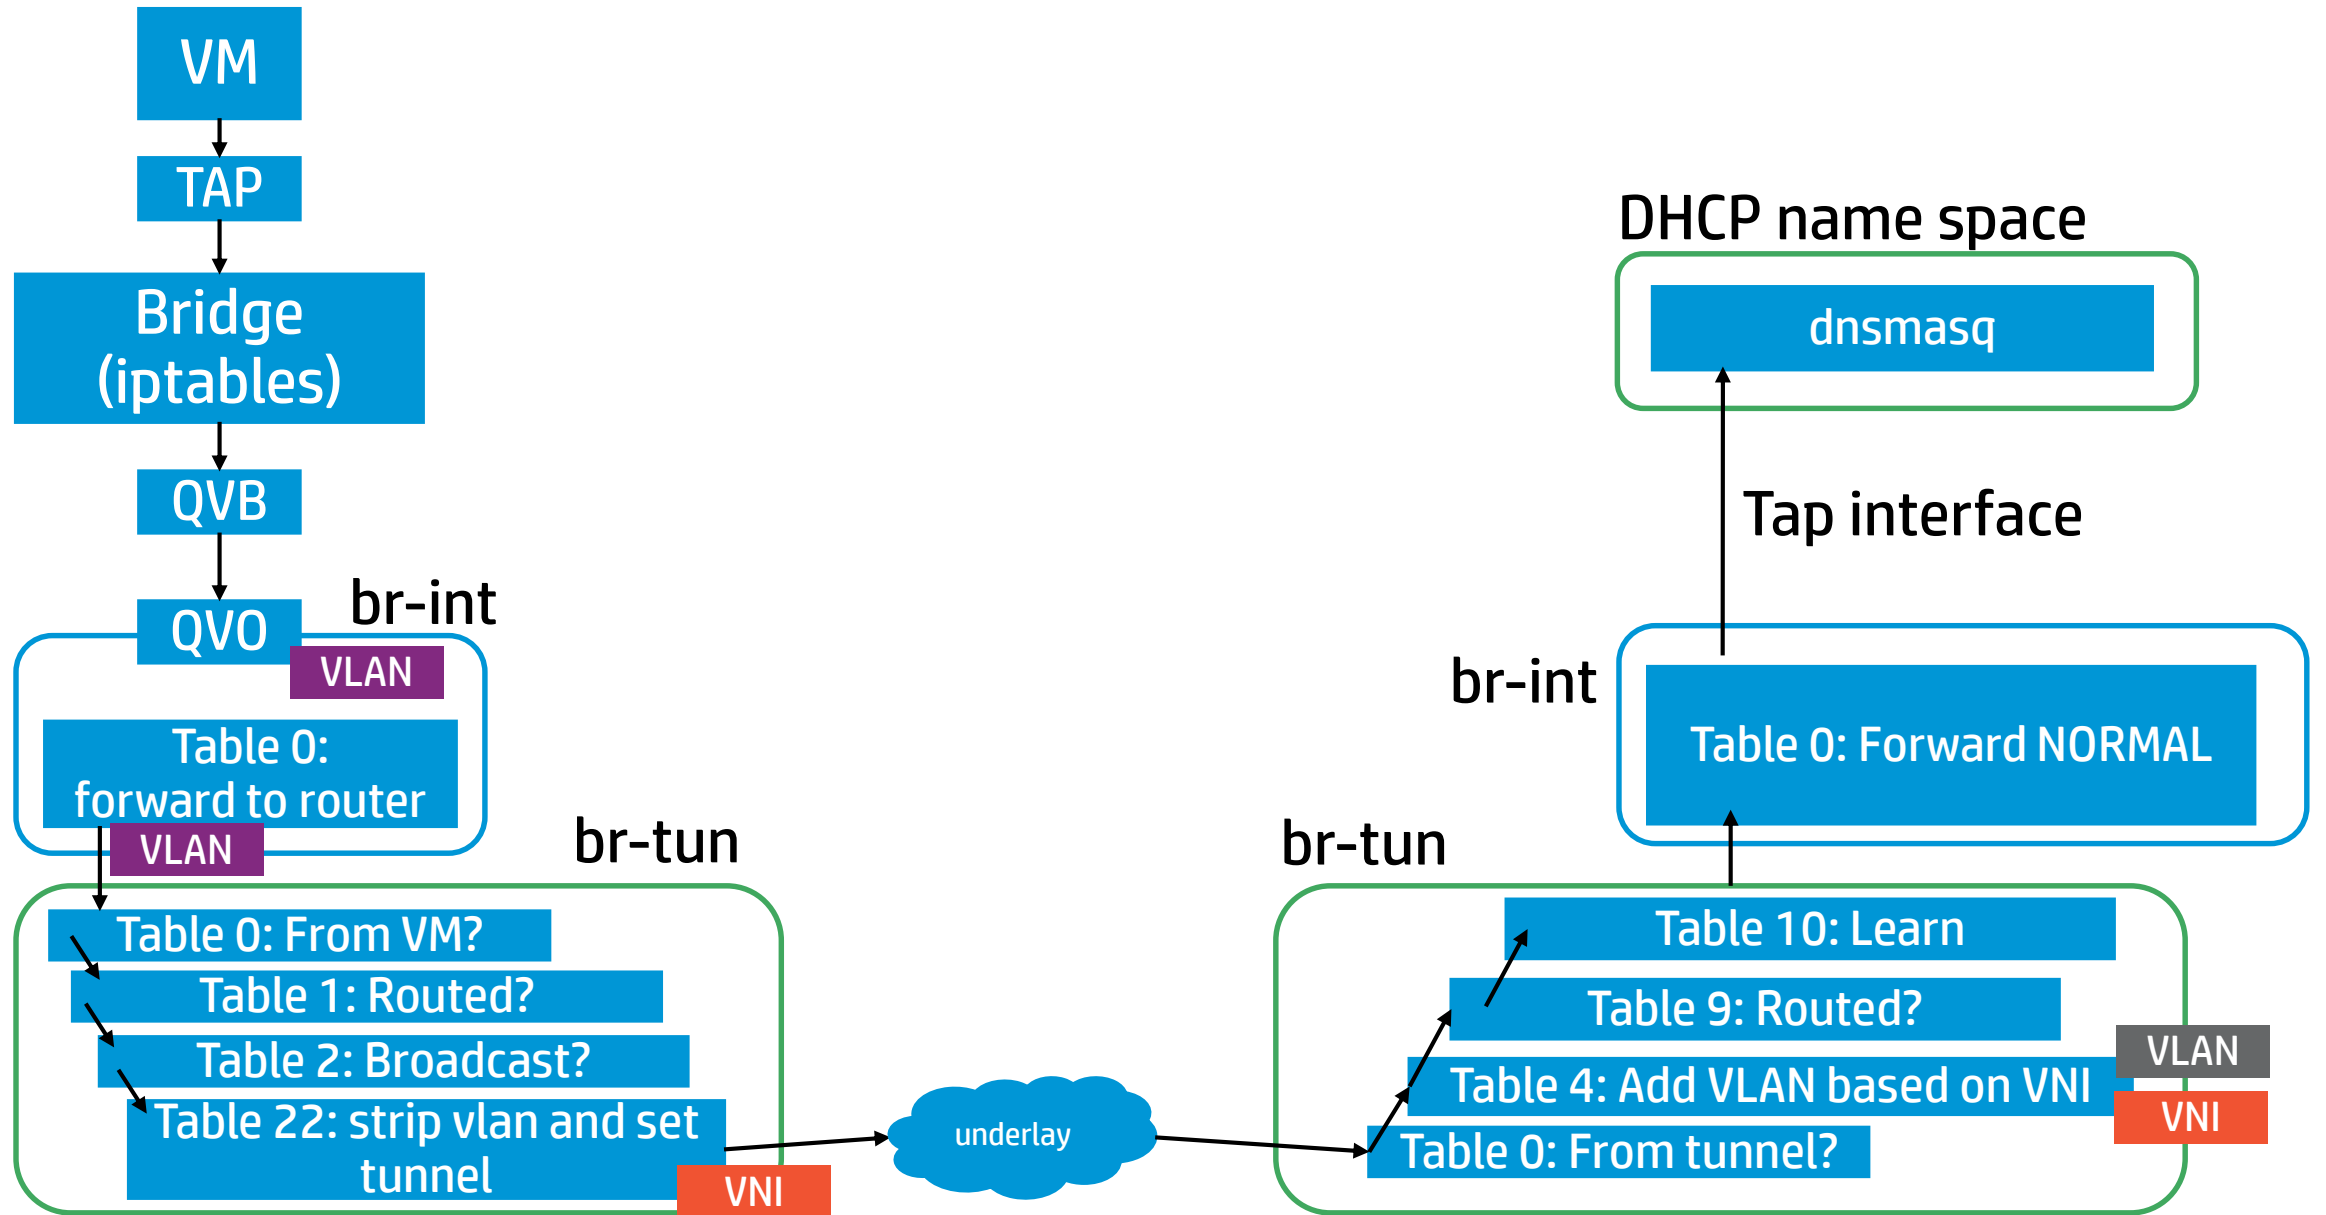 VM
TAP
Bridge
(iptables)
QVB
QVO
br-int
VLAN
Table 0:
forward to router
VLAN
br-tun
Table 0: From VM?
Table 1: Routed?
Table 2: Broadcast?
Table 22: strip vlan and set
tunnel
VNI
underlay
DHCP name space
dnsmasq
Tap interface
br-int
Table 0: Forward NORMAL
br-tun
Table 10: Learn
Table 9: Routed?
VLAN
Table 4: Add VLAN based on VNI
VNI
Table 0: From tunnel?